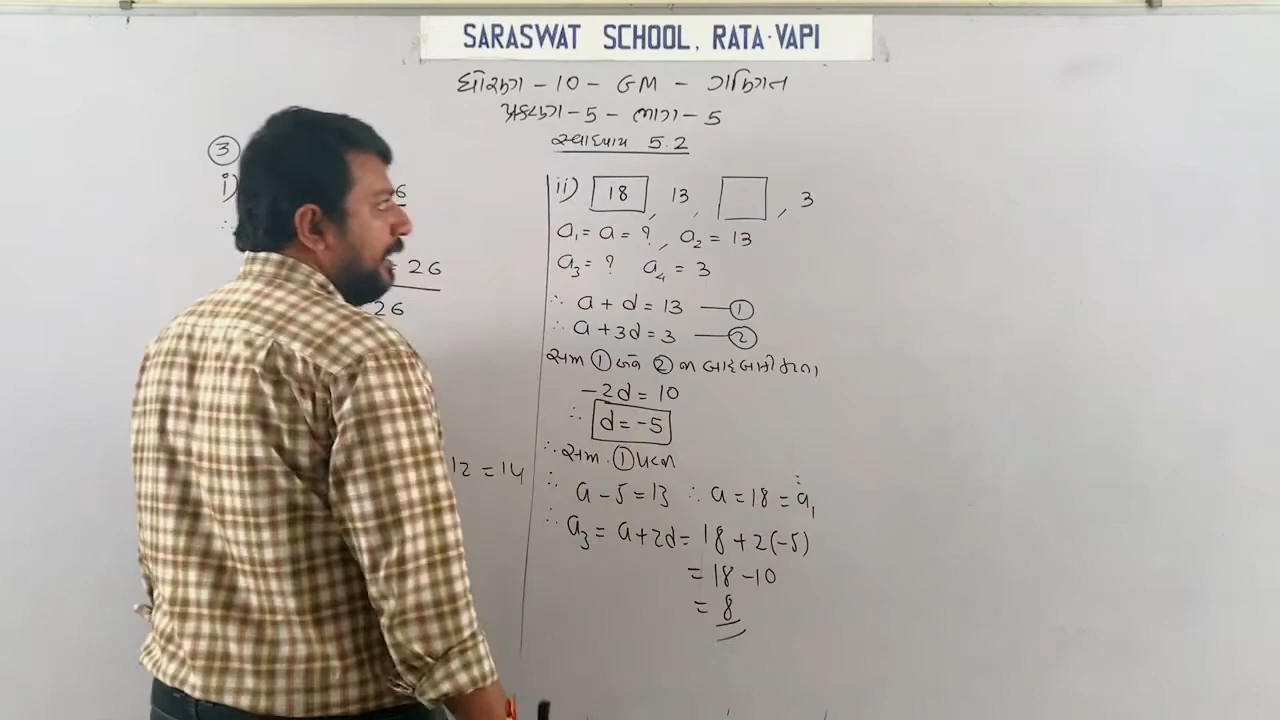 SARASWAT SCHOOL, RATA-VAPI
ધોરણ - 10 - GM - ગણિત
પ્રકરણ - 5 - ભાગ - 5
સ્વાધ્યાય 5.2
3
i)
∴
= 26
26
12 = 14
ii) 18, 13, , 3
a₁ = a = ?, a₂ = 13
a₃ = ? a₄ = 3
∴ a + d = 13 — 1
∴ a + 3d = 3 — 2
સમ 1 અને 2 ની બાદબાકી કરતા
-2d = 10
∴ d = -5
∴ સમ. 1 પરથી
∴ a - 5 = 13 ∴ a = 18 = a₁
∴ a₃ = a + 2d = 18 + 2(-5)
= 18 - 10
= 8